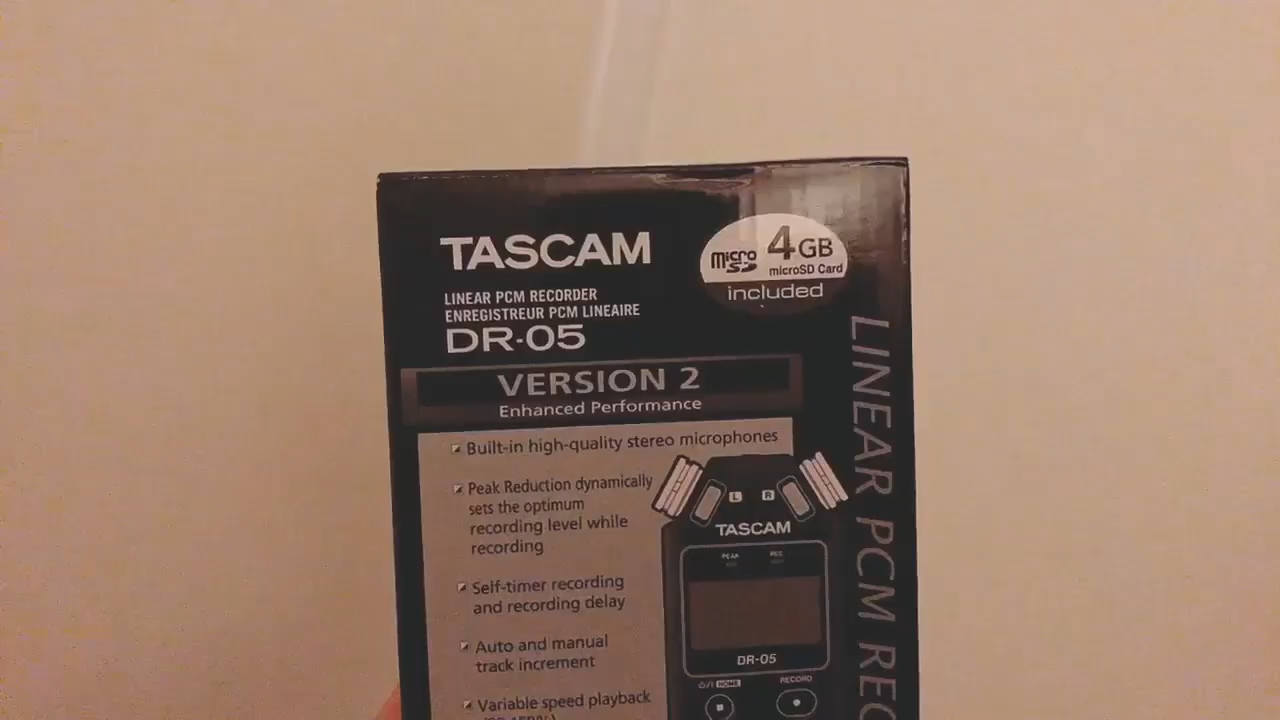 TASCAM
micro SD 4GB
microSD Card
included
LINEAR PCM RECORDER
ENREGISTREUR PCM LINEAIRE
DR-05
VERSION 2
Enhanced Performance
Built-in high-quality stereo microphones
Peak Reduction dynamically
sets the optimum
recording level while
recording
Self-timer recording
and recording delay
Auto and manual
track increment
Variable speed playback
L R
TASCAM
PEAK REC
DR-05
HOME RECORD
LINEAR PCM REC